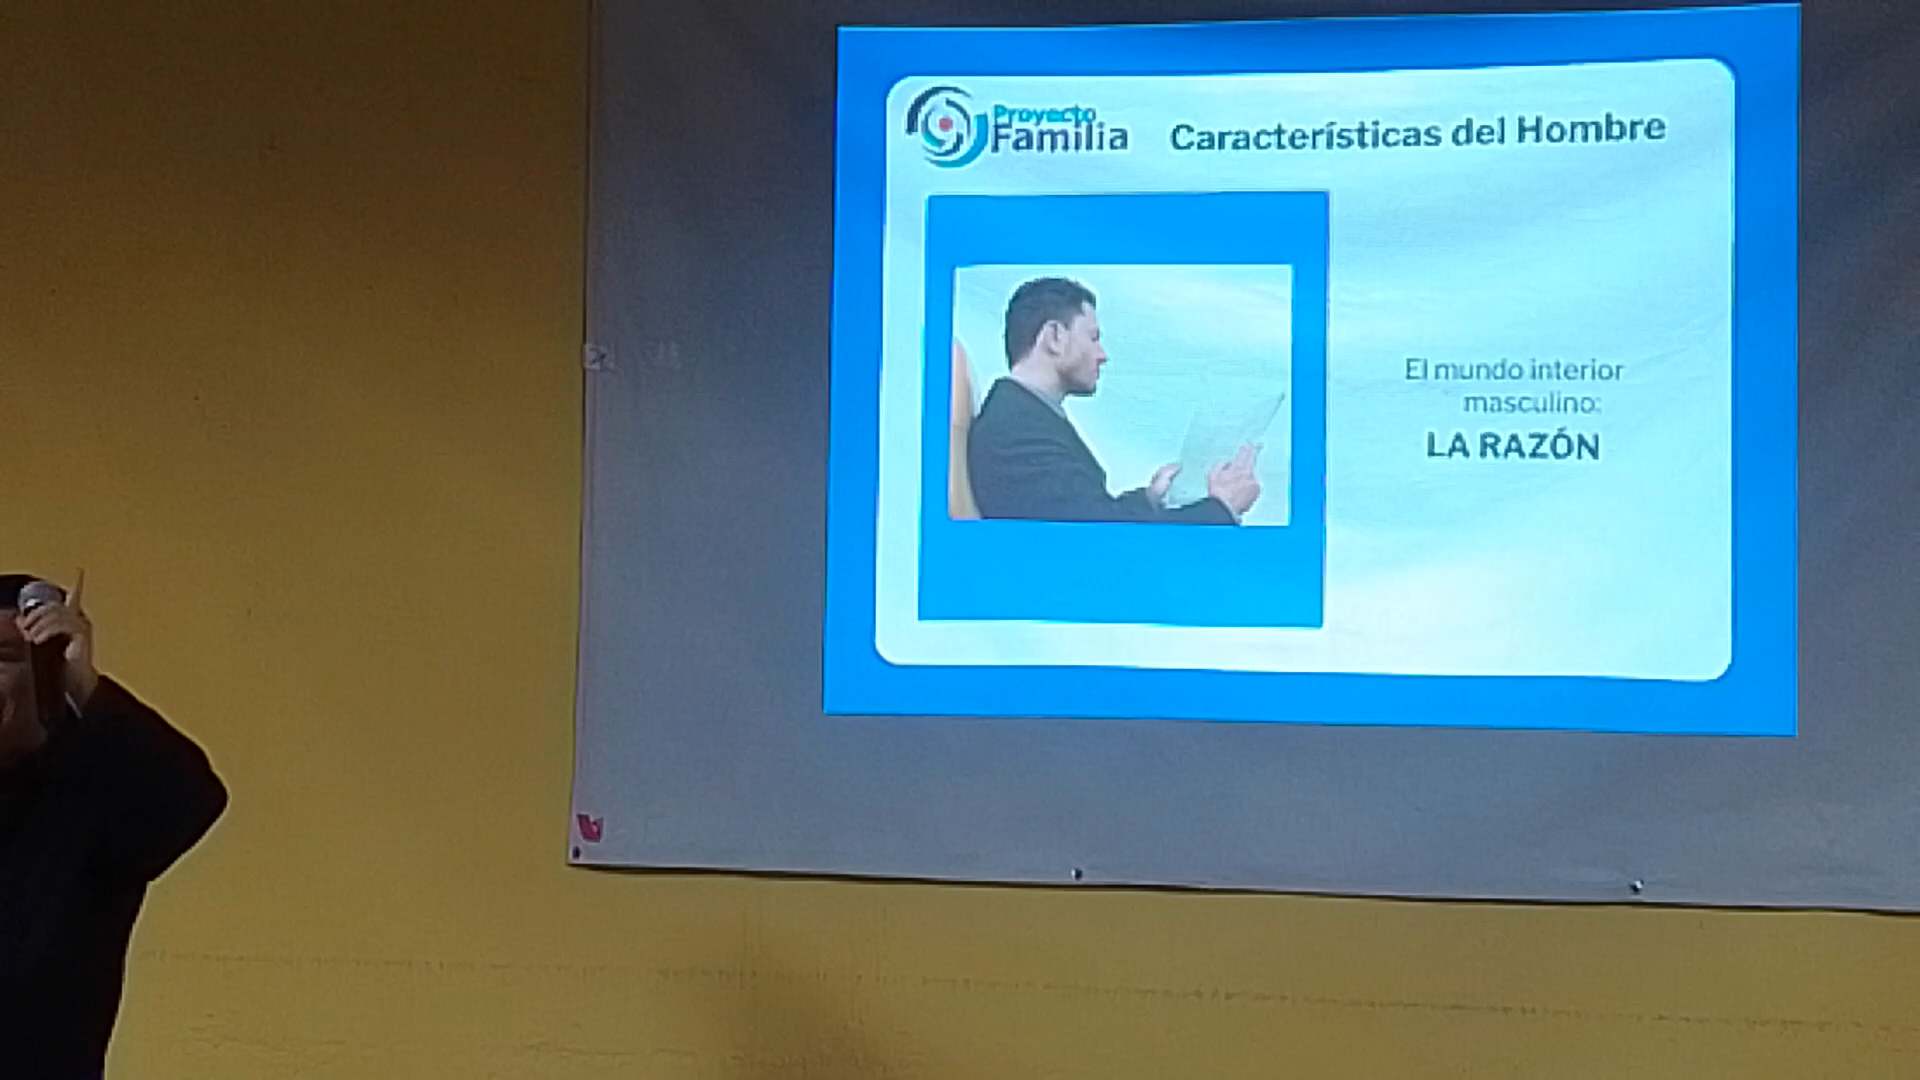 Proyecto
Familia
Características del Hombre
El mundo interior
masculino:
LA RAZÓN